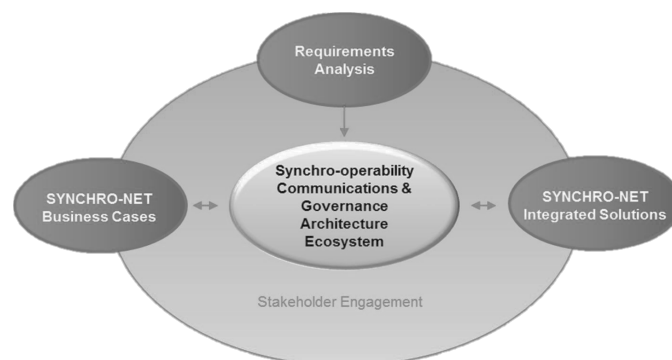 Requirements
Analysis
Synchro-operability
Communications &
Governance
Architecture
Ecosystem
SYNCHRO-NET
Business Cases
SYNCHRO-NET
Integrated Solutions
Stakeholder Engagement